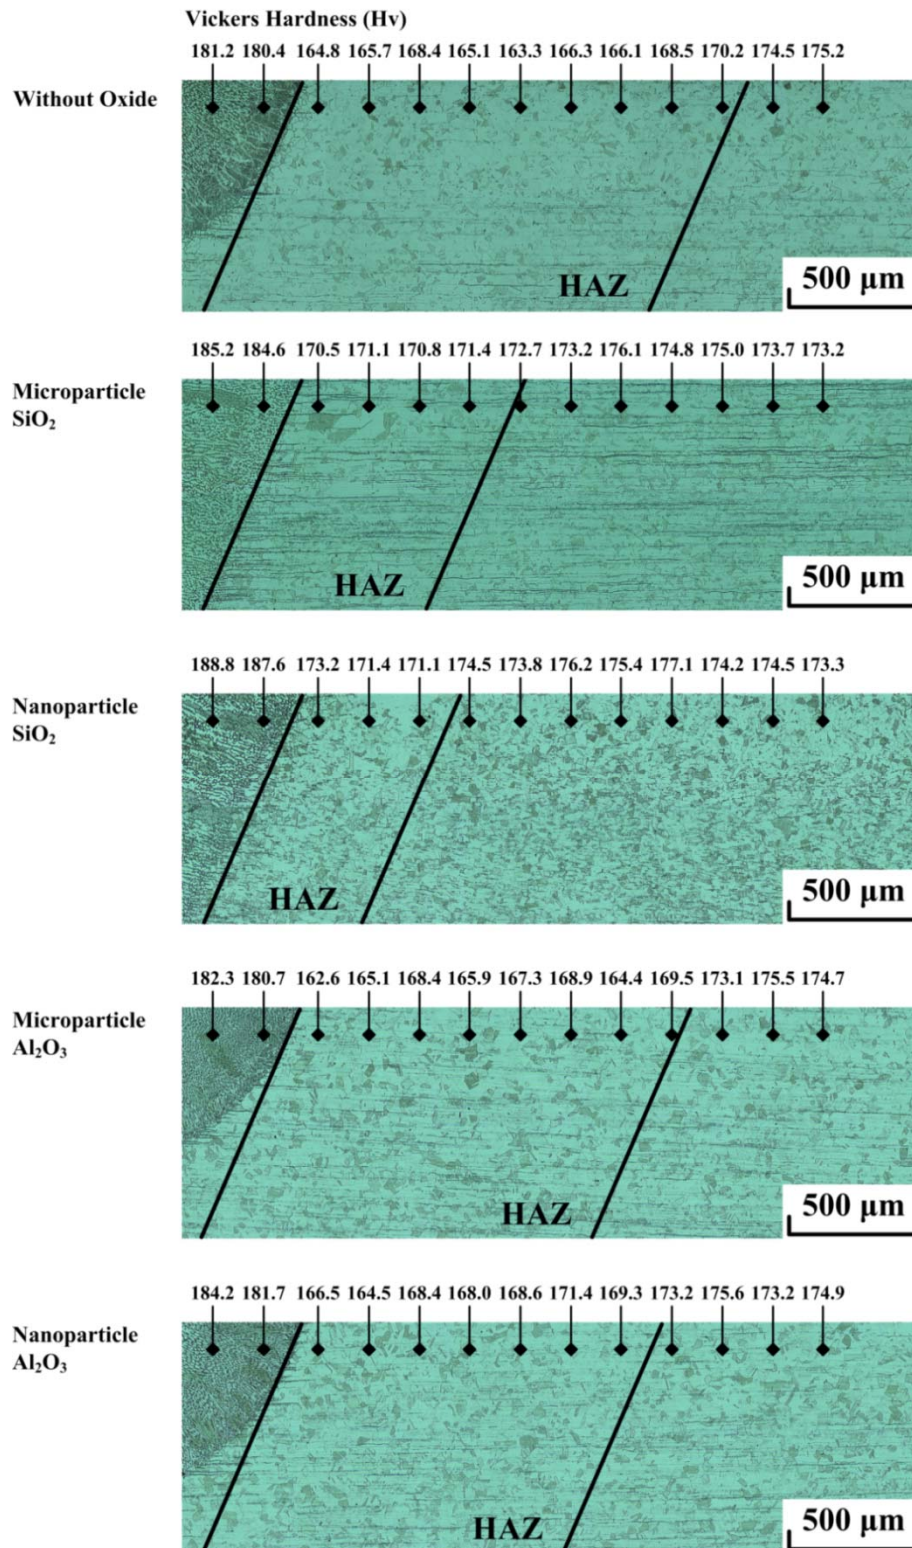 Vickers Hardness (Hv)
181.2 180.4 164.8 165.7 168.4 165.1 163.3 166.3 166.1 168.5 170.2 174.5 175.2
Without Oxide
HAZ
500 μm
185.2 184.6 170.5 171.1 170.8 171.4 172.7 173.2 176.1 174.8 175.0 173.7 173.2
Microparticle
SiO₂
HAZ
500 μm
188.8 187.6 173.2 171.4 171.1 174.5 173.8 176.2 175.4 177.1 174.2 174.5 173.3
Nanoparticle
SiO₂
HAZ
500 μm
182.3 180.7 162.6 165.1 168.4 165.9 167.3 168.9 164.4 169.5 173.1 175.5 174.7
Microparticle
Al₂O₃
HAZ
500 μm
184.2 181.7 166.5 164.5 168.4 168.0 168.6 171.4 169.3 173.2 175.6 173.2 174.9
Nanoparticle
Al₂O₃
HAZ
500 μm